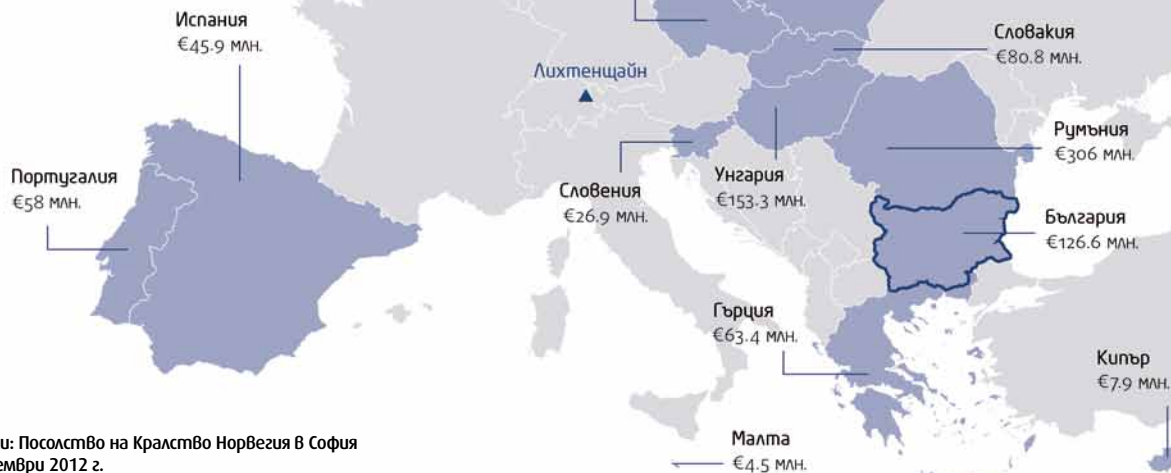 Испания
€45.9 млн.
Словакия
€80.8 млн.
Лихтенщайн
Румъния
€306 млн.
Португалия
€58 млн.
Словения
€26.9 млн.
Унгария
€153.3 млн.
България
€126.6 млн.
Гърция
€63.4 млн.
Кипър
€7.9 млн.
Посолство на Кралство Норвегия в София
2012 г.
Малта
€4.5 млн.